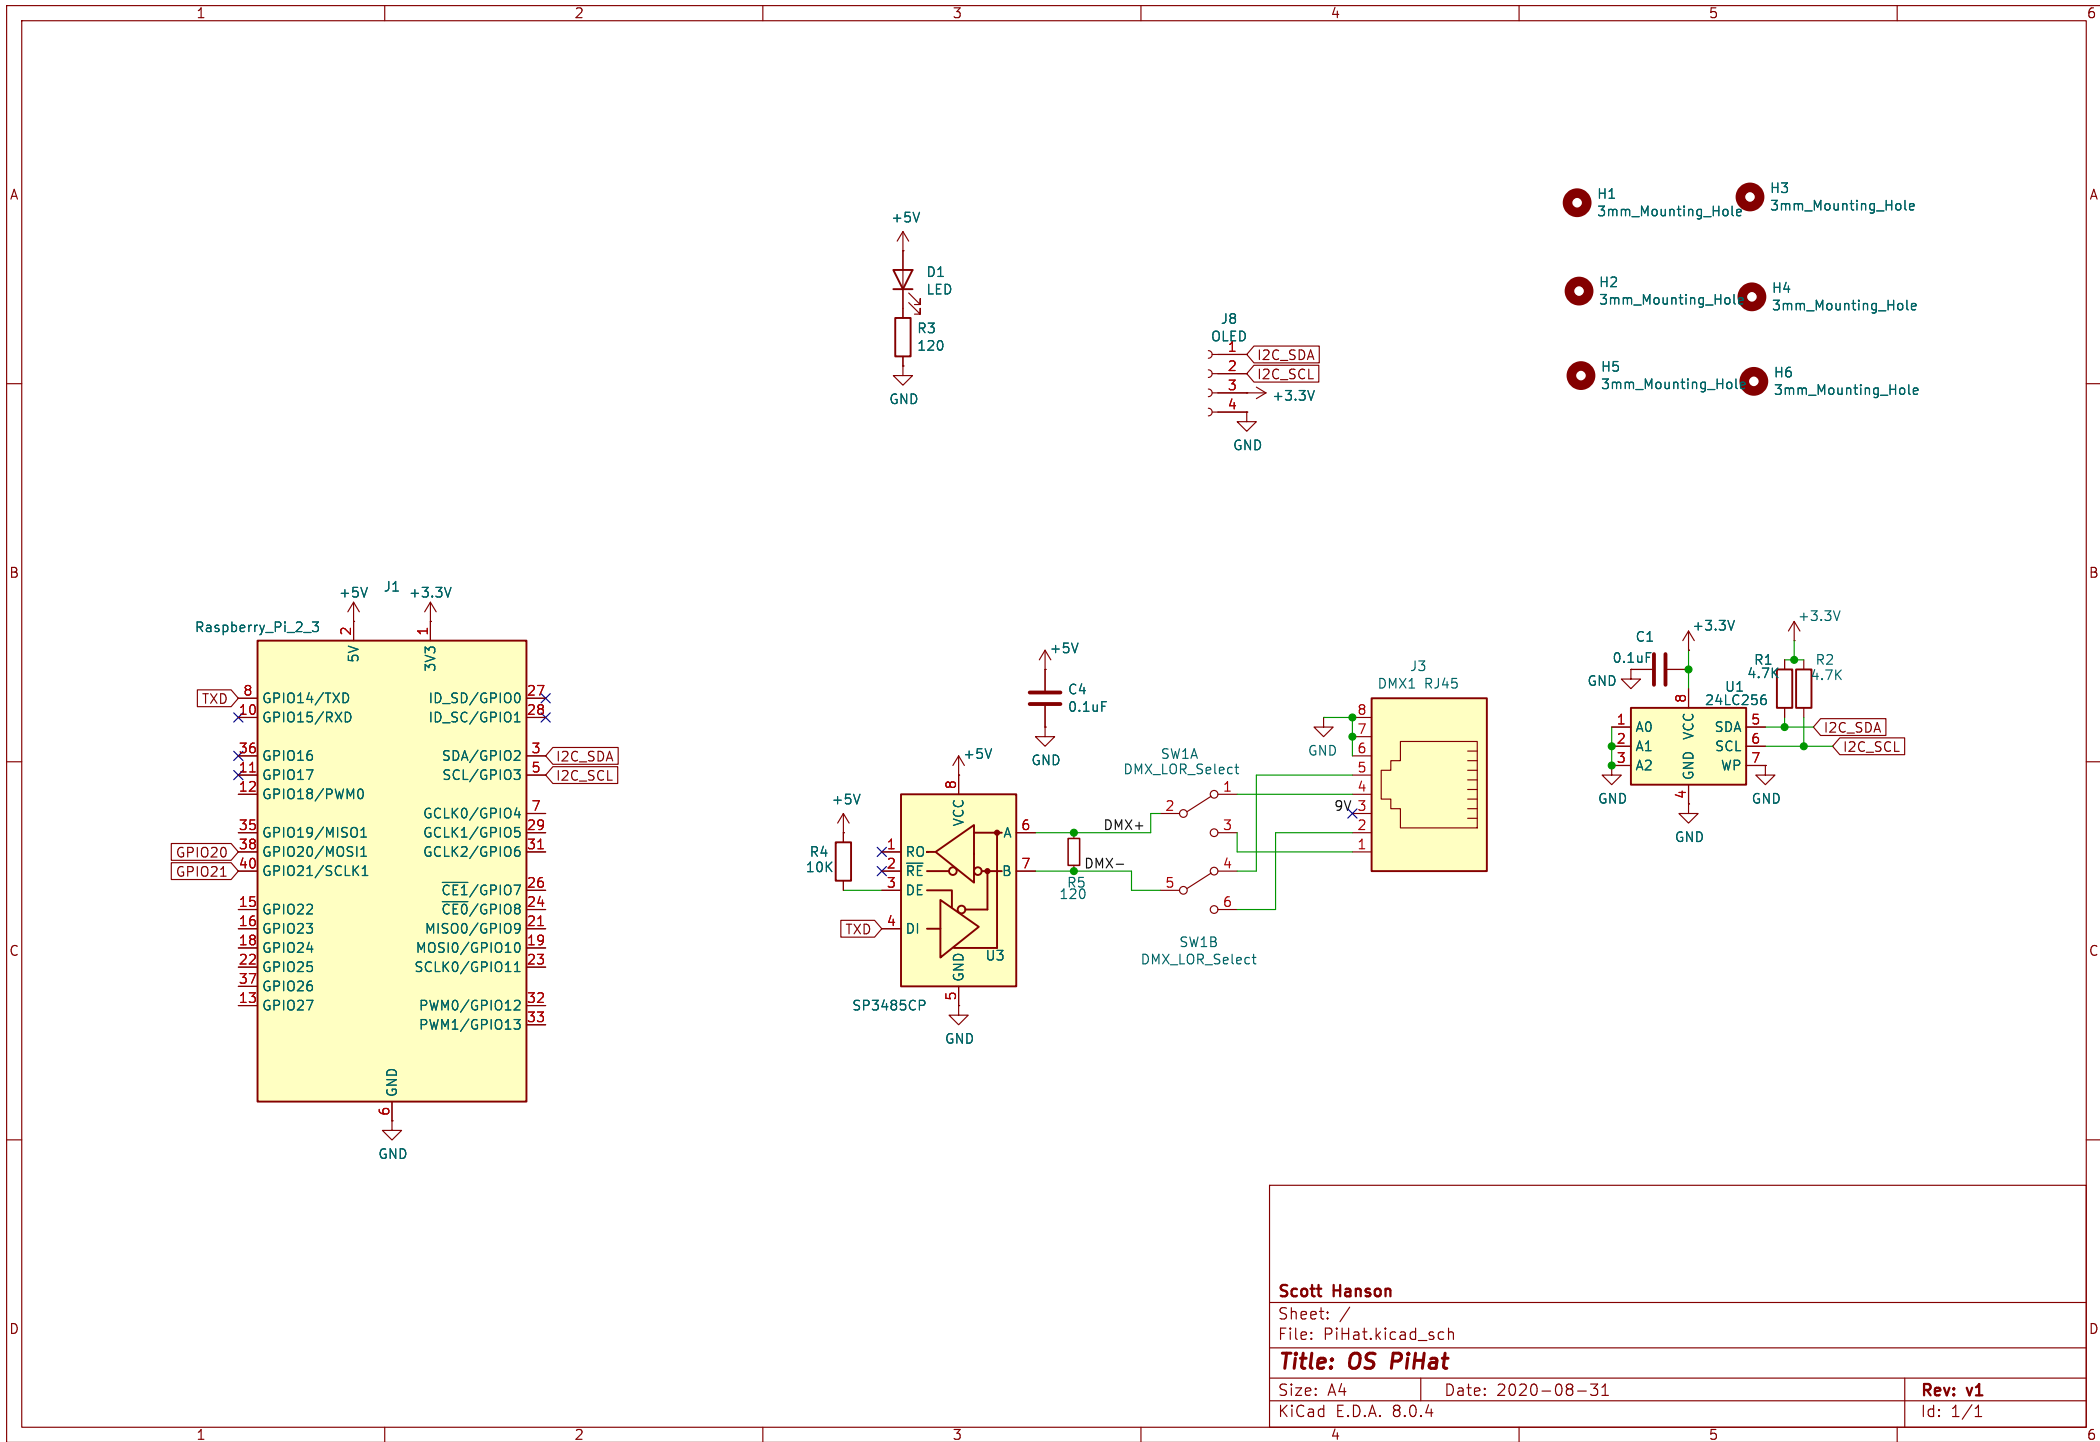 1 2 3 4 5 6
A A
B B
C C
D D
H1
3mm_Mounting_Hole
H3
3mm_Mounting_Hole
H2
3mm_Mounting_Hole
H4
3mm_Mounting_Hole
H5
3mm_Mounting_Hole
H6
3mm_Mounting_Hole
+5V
D1
LED
R3
120
GND
J8
OLED
1 I2C_SDA
2 I2C_SCL
3 +3.3V
4
GND
J1
+5V +3.3V
Raspberry_Pi_2_3
2 1
5V 3V3
TXD 8 GPIO14/TXD ID_SD/GPIO0 27
10 GPIO15/RXD ID_SC/GPIO1 28
36 GPIO16 SDA/GPIO2 3 I2C_SDA
11 GPIO17 SCL/GPIO3 5 I2C_SCL
12 GPIO18/PWM0
GCLK0/GPIO4 7
35 GPIO19/MISO1 GCLK1/GPIO5 29
GPIO20 38 GPIO20/MOSI1 GCLK2/GPIO6 31
GPIO21 40 GPIO21/SCLK1
CE1/GPIO7 26
15 GPIO22 CE0/GPIO8 24
16 GPIO23 MISO0/GPIO9 21
18 GPIO24 MOSI0/GPIO10 19
22 GPIO25 SCLK0/GPIO11 23
37 GPIO26
13 GPIO27 PWM0/GPIO12 32
PWM1/GPIO13 33
GND
6
GND
+5V
C4
0.1uF
GND
+5V
8
VCC
+5V
R4
10K
1 RO
2 RE
3 DE
TXD 4 DI
A 6
B 7
U3
GND
5
SP3485CP
GND
DMX+
DMX-
R5
120
SW1A
DMX_LOR_Select
1
2
3
4
5
6
SW1B
DMX_LOR_Select
J3
DMX1 RJ45
8
7
6
5
4
9V 3
2
1
GND
+3.3V
+3.3V
C1
0.1uF
GND
R1
4.7K
R2
4.7K
U1
24LC256
8
VCC
1 A0 SDA 5 I2C_SDA
2 A1 SCL 6 I2C_SCL
3 A2 WP 7
GND
4
GND GND
GND
Scott Hanson
Sheet: /
File: PiHat.kicad_sch
Title: OS PiHat
Size: A4 Date: 2020-08-31 Rev: v1
KiCad E.D.A. 8.0.4 Id: 1/1
1 2 3 4 5 6